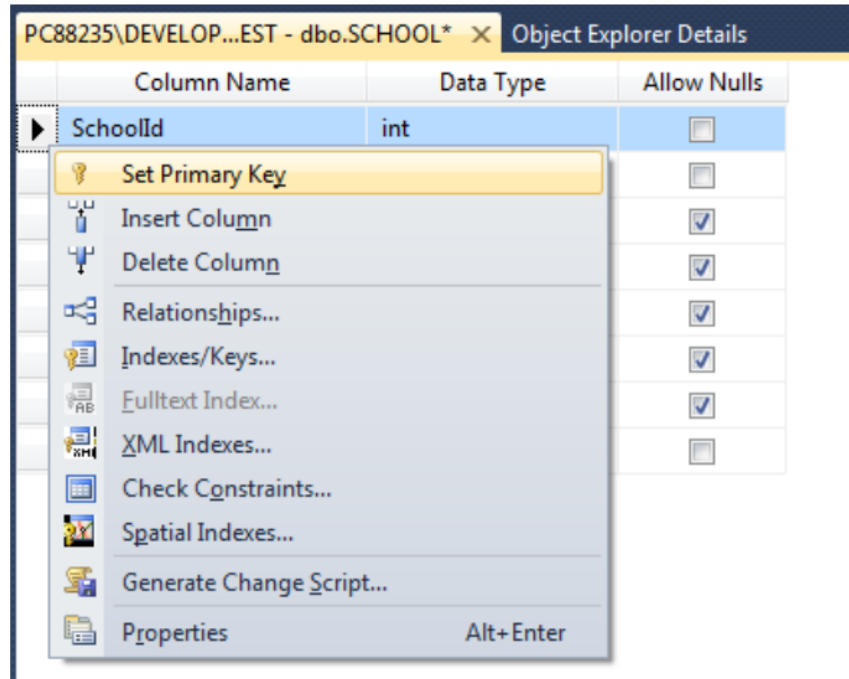 PC88235\DEVELOP...EST - dbo.SCHOOL* Object Explorer Details
Column Name Data Type Allow Nulls
SchoolId int
Set Primary Key
Insert Column
Delete Column
Relationships...
Indexes/Keys...
Fulltext Index...
XML Indexes...
Check Constraints...
Spatial Indexes...
Generate Change Script...
Properties Alt+Enter